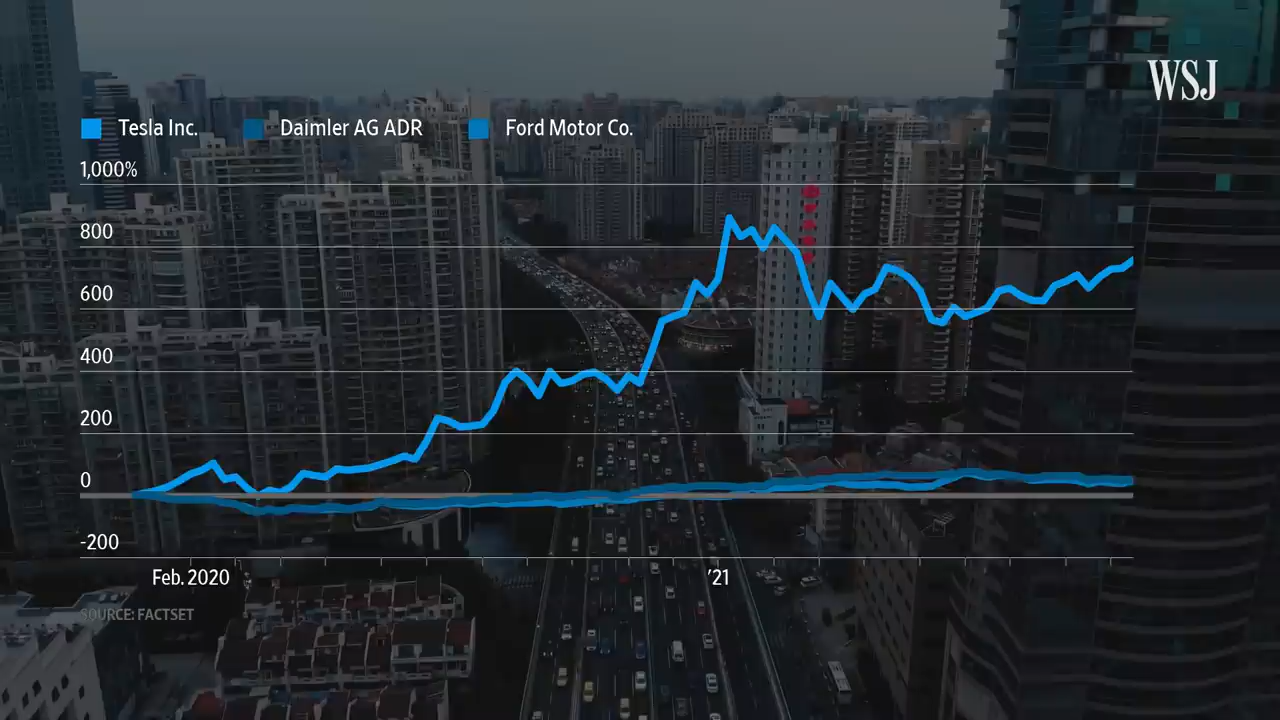 WSJ
Tesla Inc. Daimler AG ADR Ford Motor Co.
1,000%
800
600
400
200
0
-200
Feb. 2020 '21
SOURCE: FACTSET